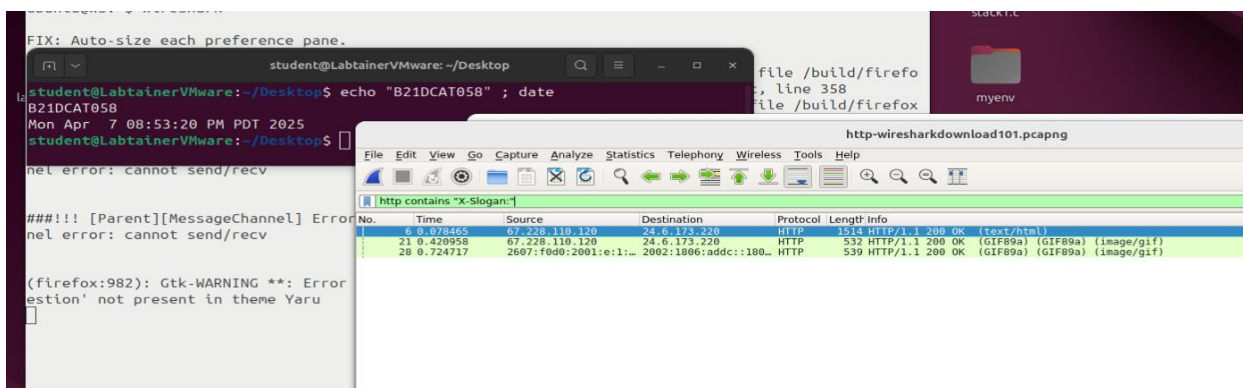 FIX: Auto-size each preference pane.
student@LabtainerVMware: ~/Desktop
student@LabtainerVMware:~/Desktop$ echo "B21DCAT058" ; date
B21DCAT058
Mon Apr 7 08:53:20 PM PDT 2025
student@LabtainerVMware:~/Desktop$
file /build/firefo
, line 358
file /build/firefox
stack1.c
myenv
nel error: cannot send/recv
###!!! [Parent][MessageChannel] Error
nel error: cannot send/recv
(firefox:982): Gtk-WARNING **: Error
estion' not present in theme Yaru
http-wiresharkdownload101.pcapng
File Edit View Go Capture Analyze Statistics Telephony Wireless Tools Help
http contains "X-Slogan:"
No. Time Source Destination Protocol Length Info
6 0.078465 67.228.110.120 24.6.173.220 HTTP 1514 HTTP/1.1 200 OK (text/html)
21 0.420958 67.228.110.120 24.6.173.220 HTTP 532 HTTP/1.1 200 OK (GIF89a) (GIF89a) (image/gif)
28 0.724717 2607:f0d0:2001:e:1:… 2002:1806:addc::180… HTTP 539 HTTP/1.1 200 OK (GIF89a) (GIF89a) (image/gif)